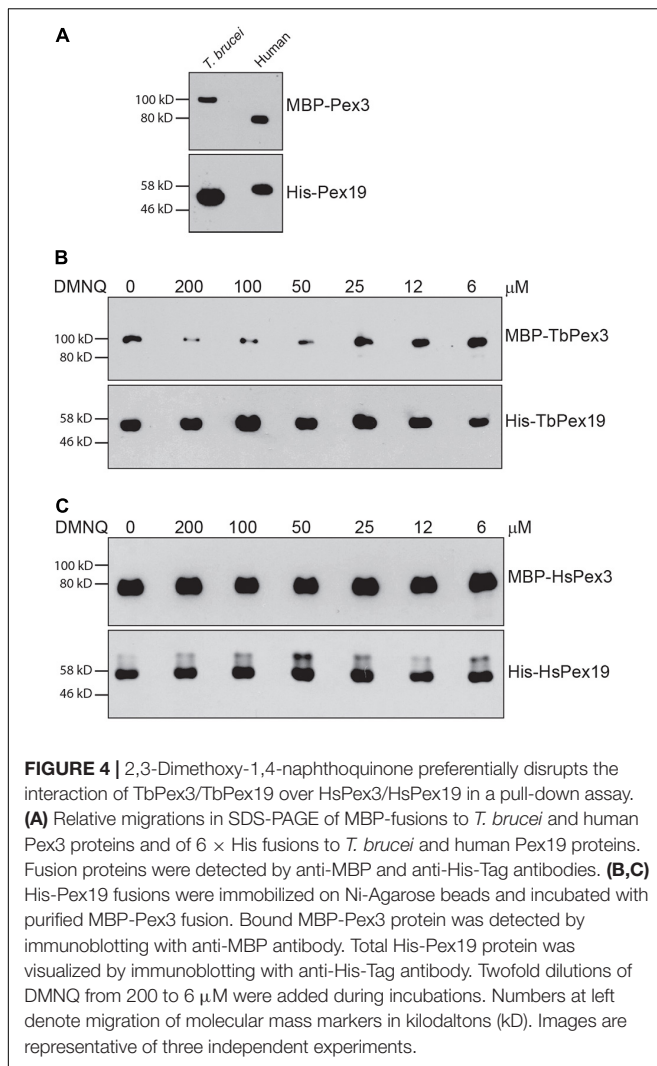 A
T. brucei Human
100 kD
80 kD
MBP-Pex3
58 kD
46 kD
His-Pex19
B
DMNQ 0 200 100 50 25 12 6 μM
100 kD
80 kD
MBP-TbPex3
58 kD
46 kD
His-TbPex19
C
DMNQ 0 200 100 50 25 12 6 μM
100 kD
80 kD
MBP-HsPex3
58 kD
46 kD
His-HsPex19
FIGURE 4 | 2,3-Dimethoxy-1,4-naphthoquinone preferentially disrupts the
interaction of TbPex3/TbPex19 over HsPex3/HsPex19 in a pull-down assay.
(A) Relative migrations in SDS-PAGE of MBP-fusions to T. brucei and human
Pex3 proteins and of 6 × His fusions to T. brucei and human Pex19 proteins.
Fusion proteins were detected by anti-MBP and anti-His-Tag antibodies. (B,C)
His-Pex19 fusions were immobilized on Ni-Agarose beads and incubated with
purified MBP-Pex3 fusion. Bound MBP-Pex3 protein was detected by
immunoblotting with anti-MBP antibody. Total His-Pex19 protein was
visualized by immunoblotting with anti-His-Tag antibody. Twofold dilutions of
DMNQ from 200 to 6 μM were added during incubations. Numbers at left
denote migration of molecular mass markers in kilodaltons (kD). Images are
representative of three independent experiments.